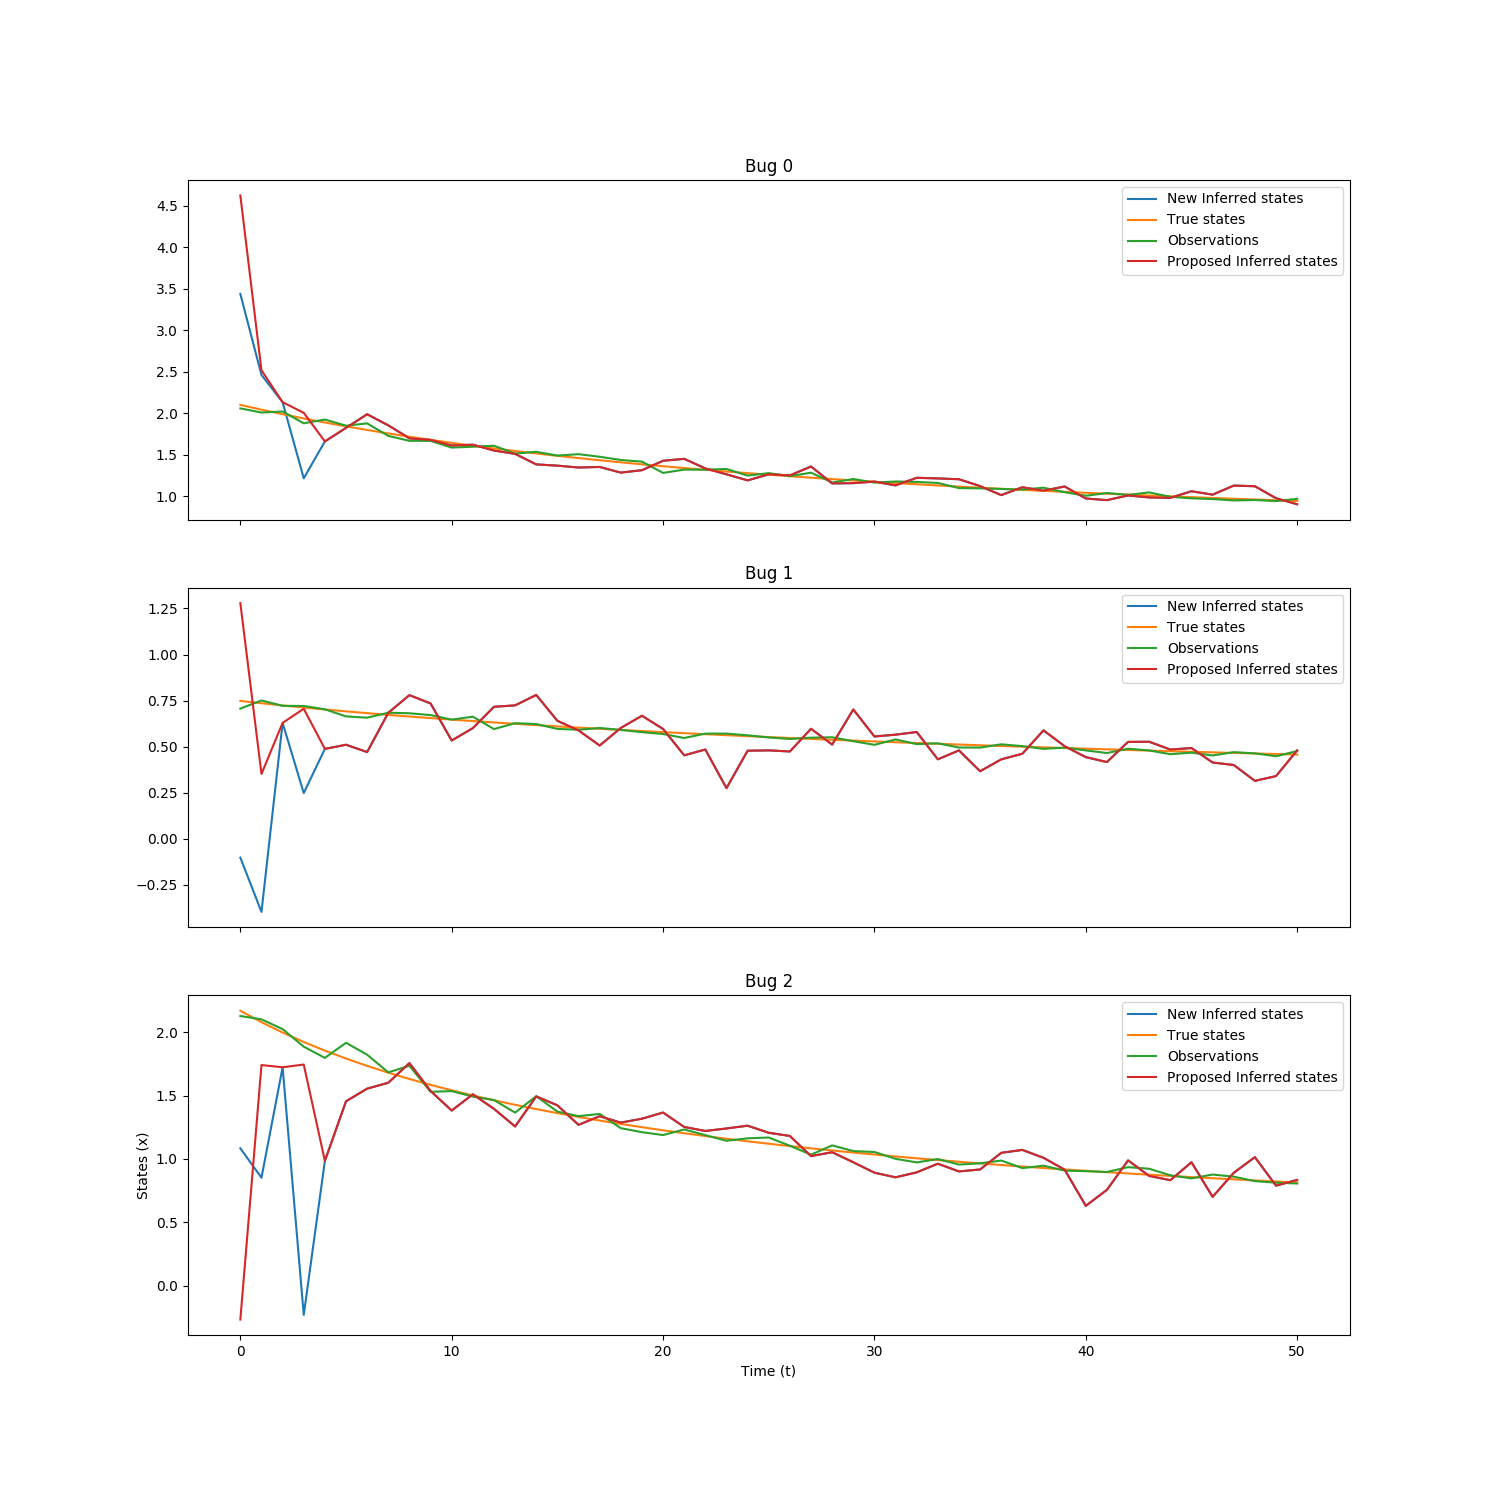 Bug 0
4.5
4.0
3.5
3.0
2.5
2.0
1.5
1.0
New Inferred states
True states
Observations
Proposed Inferred states
Bug 1
1.25
1.00
0.75
0.50
0.25
0.00
−0.25
New Inferred states
True states
Observations
Proposed Inferred states
Bug 2
2.0
1.5
1.0
0.5
0.0
States (x)
New Inferred states
True states
Observations
Proposed Inferred states
0 10 20 30 40 50
Time (t)